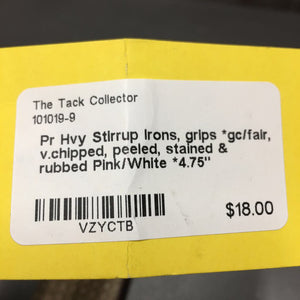 The Tack Collector
101019-9
Pr Hvy Stirrup Irons, grips *gc/fair,
v.chipped, peeled, stained &
rubbed Pink/White *4.75"
VZYCTB
$18.00